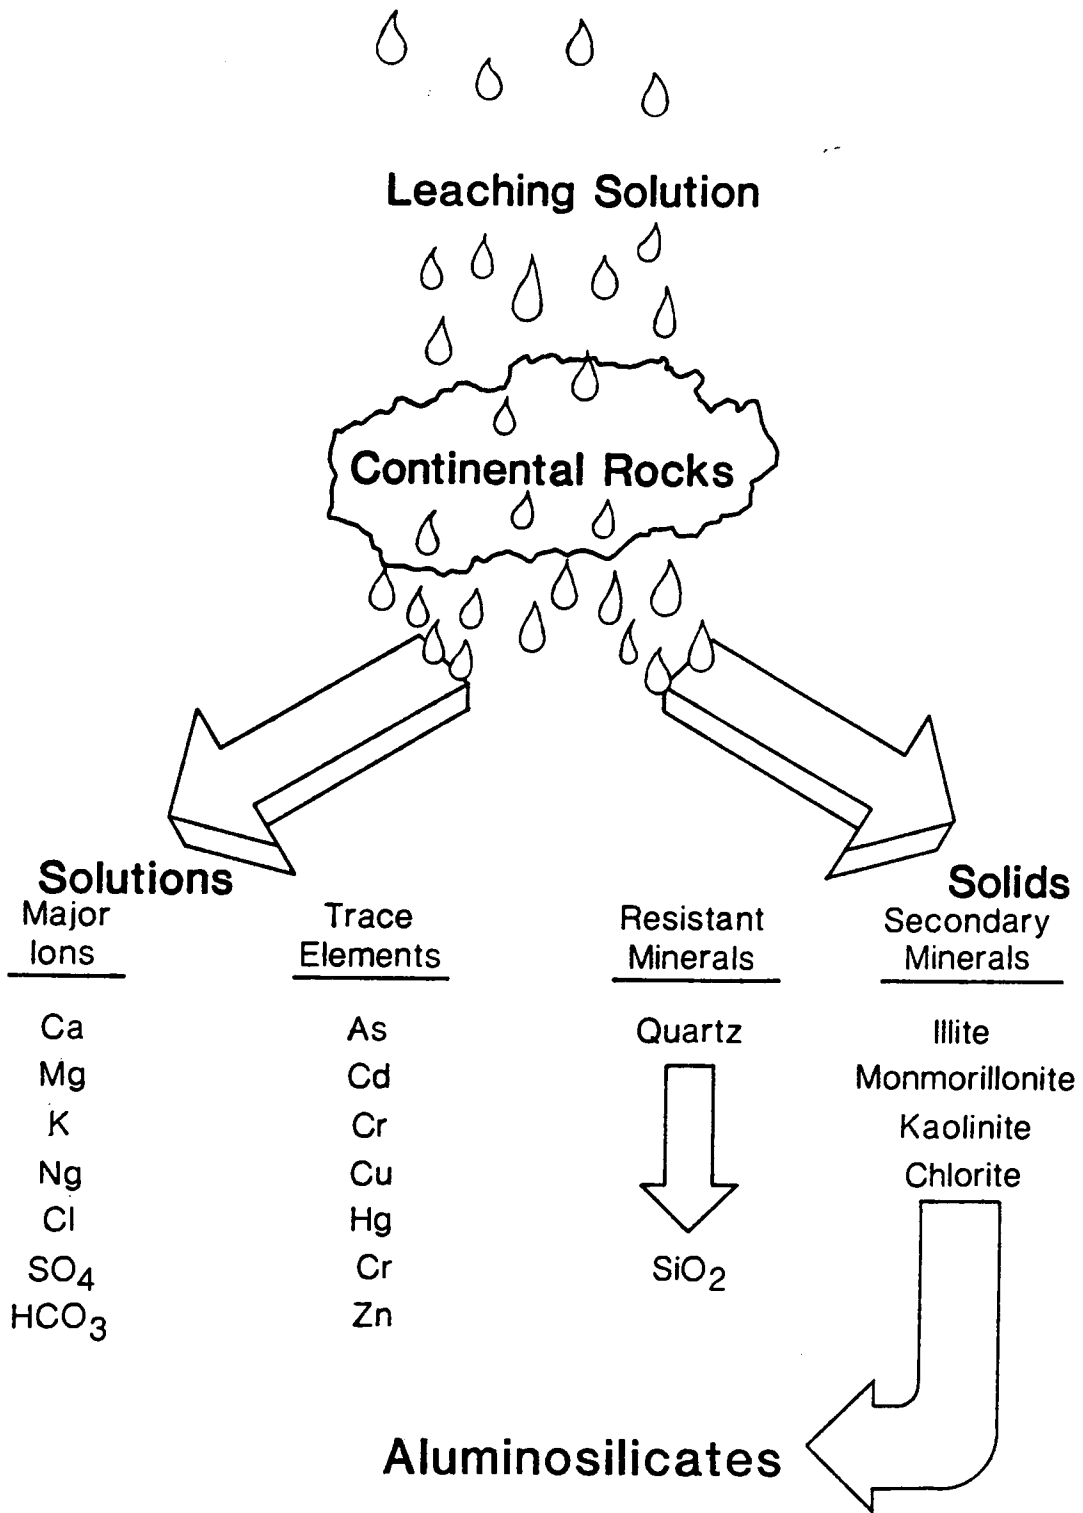 Leaching Solution
Continental Rocks
Solutions
Major
Ions
Ca
Mg
K
Ng
Cl
SO4
HCO3
Trace
Elements
As
Cd
Cr
Cu
Hg
Cr
Zn
Solids
Resistant
Minerals
Quartz
SiO2
Secondary
Minerals
Illite
Monmorillonite
Kaolinite
Chlorite
Aluminosilicates